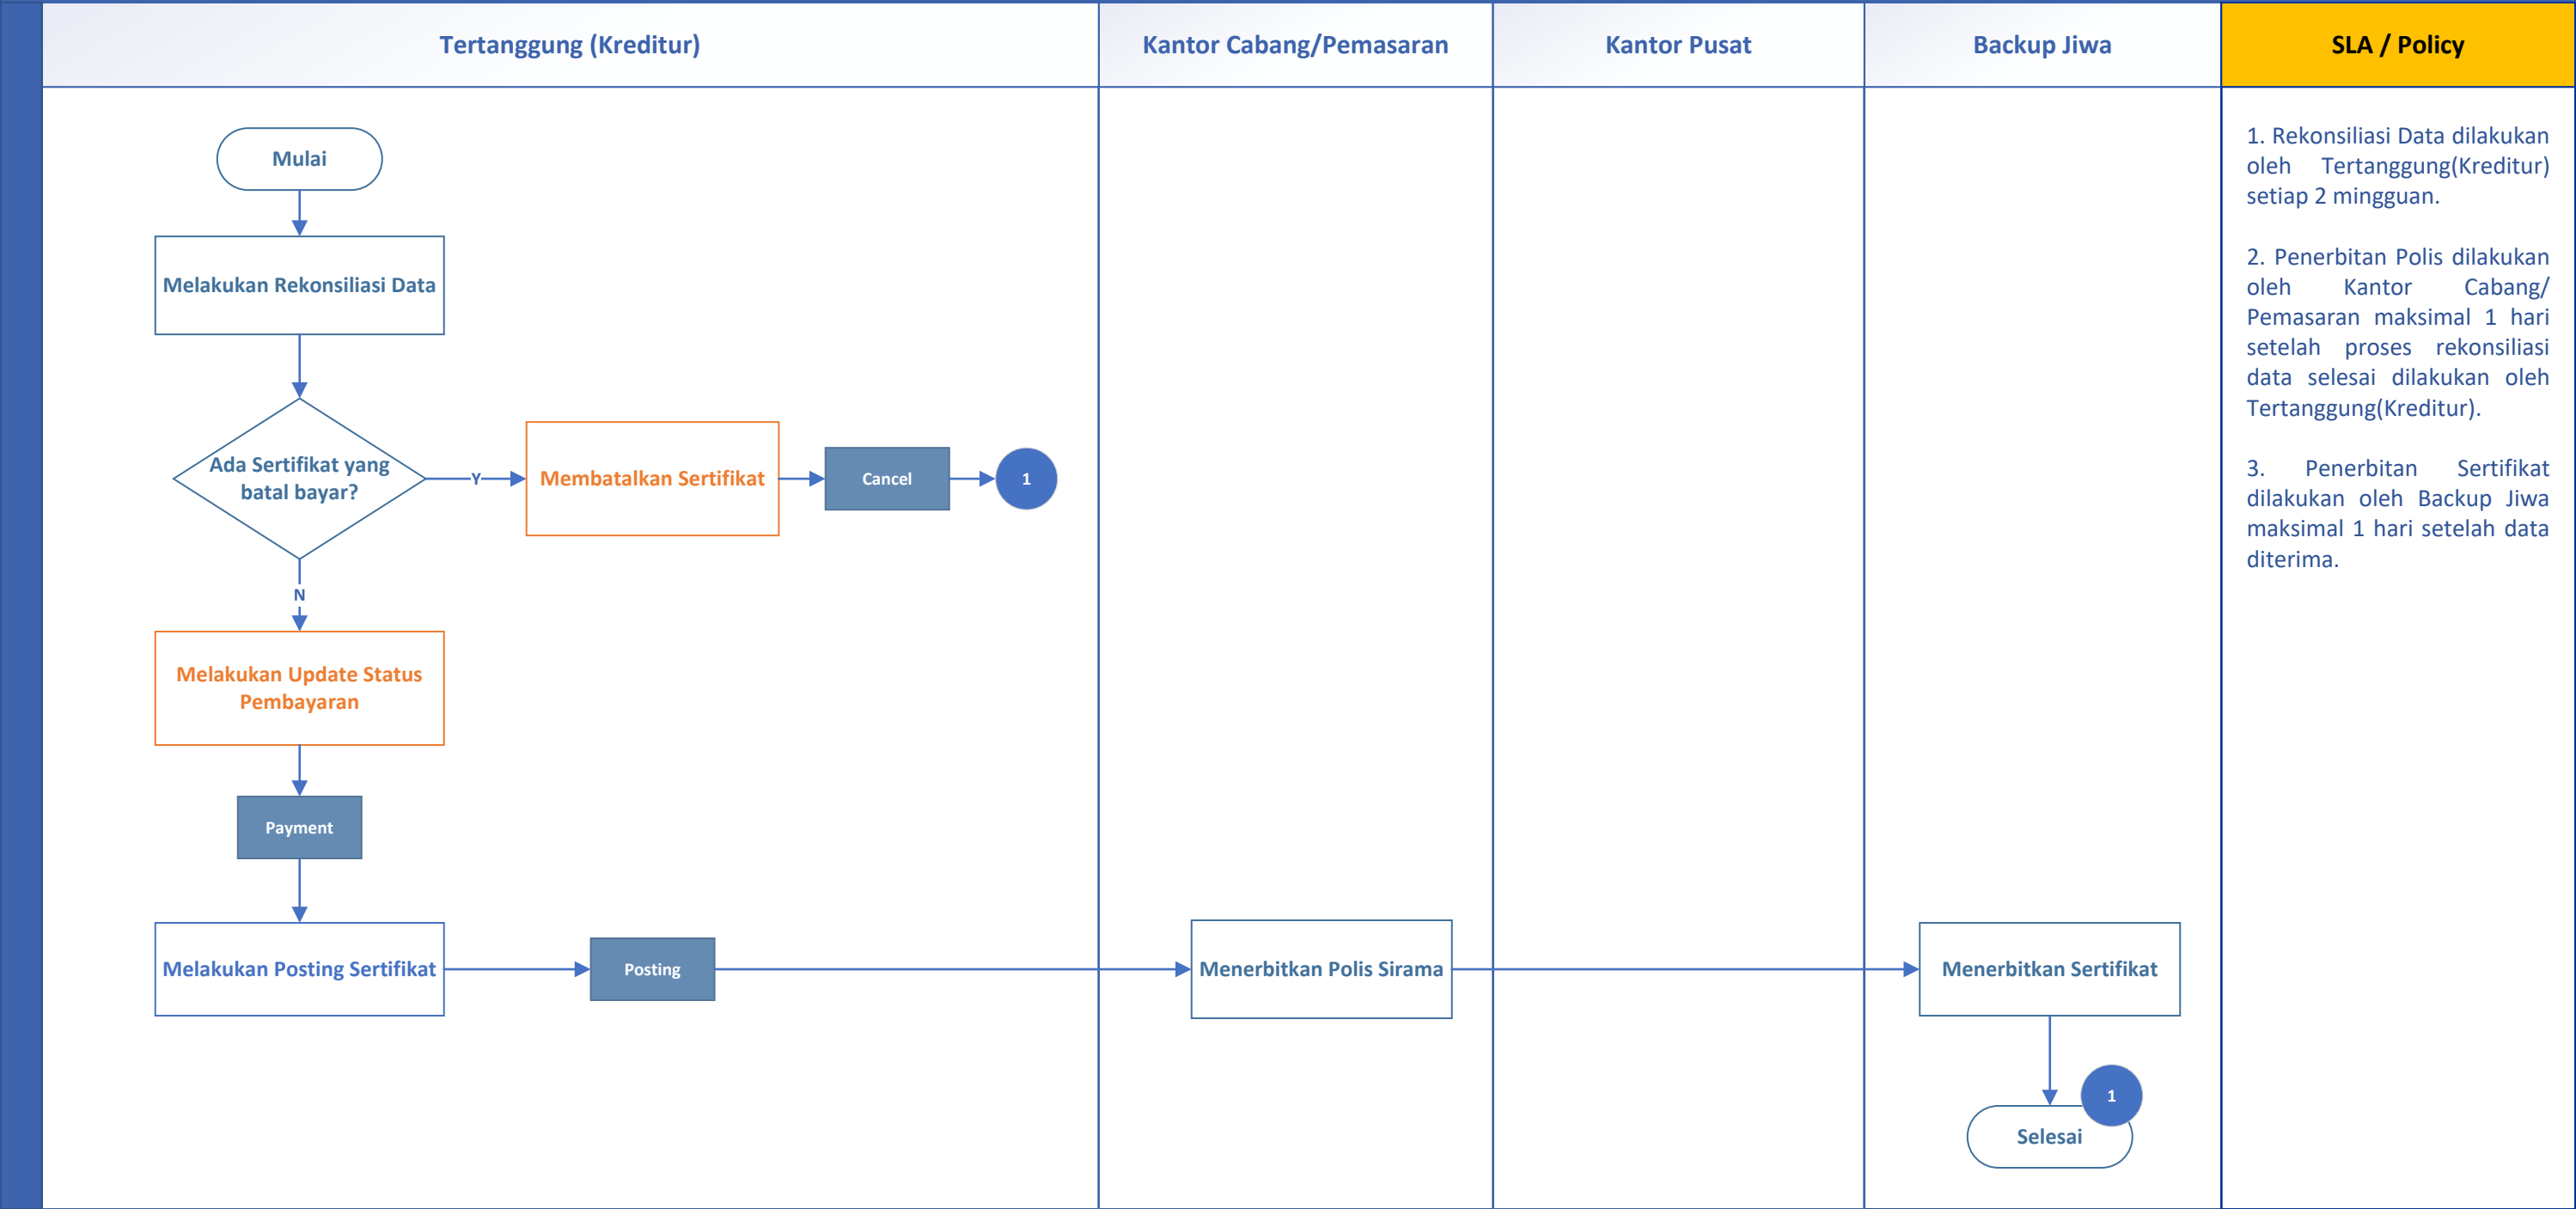 Tertanggung (Kreditur)
Kantor Cabang/Pemasaran
Kantor Pusat
Backup Jiwa
SLA / Policy
Mulai
Melakukan Rekonsiliasi Data
Ada Sertifikat yang
batal bayar?
Y
Membatalkan Sertifikat
Cancel
1
N
Melakukan Update Status
Pembayaran
Payment
Melakukan Posting Sertifikat
Posting
Menerbitkan Polis Sirama
Menerbitkan Sertifikat
1
Selesai
1. Rekonsiliasi Data dilakukan
oleh Tertanggung(Kreditur)
setiap 2 mingguan.
2. Penerbitan Polis dilakukan
oleh Kantor Cabang/
Pemasaran maksimal 1 hari
setelah proses rekonsiliasi
data selesai dilakukan oleh
Tertanggung(Kreditur).
3. Penerbitan Sertifikat
dilakukan oleh Backup Jiwa
maksimal 1 hari setelah data
diterima.